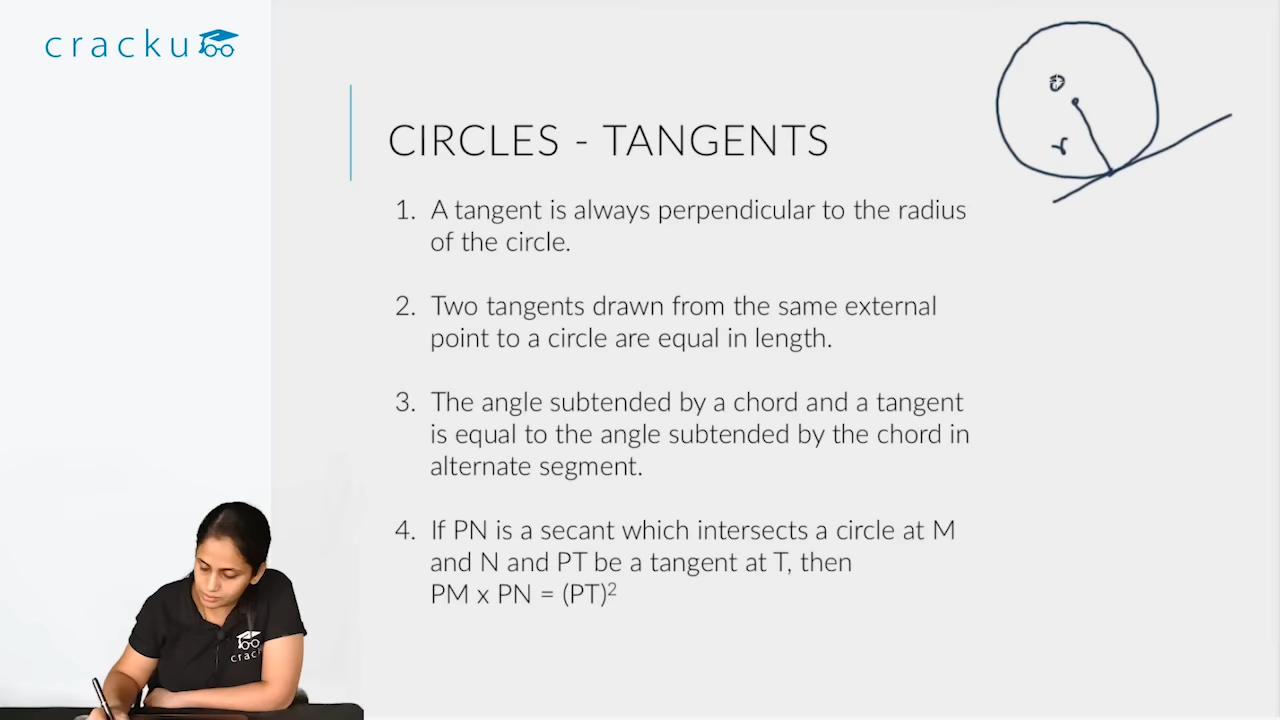 cracku
CIRCLES - TANGENTS
1. A tangent is always perpendicular to the radius
of the circle.
2. Two tangents drawn from the same external
point to a circle are equal in length.
3. The angle subtended by a chord and a tangent
is equal to the angle subtended by the chord in
alternate segment.
4. If PN is a secant which intersects a circle at M
and N and PT be a tangent at T, then
PM x PN = (PT)²
r